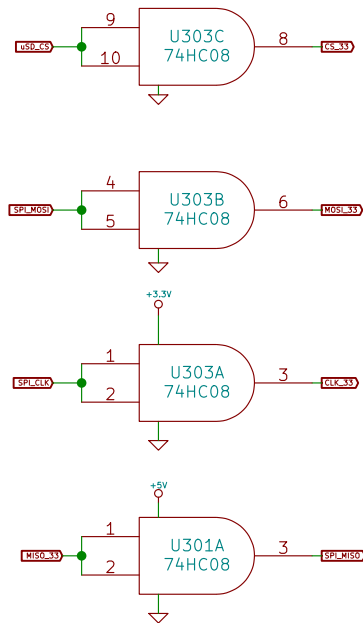 9
uSD_CS
10
U303C
74HC08
8
CS_33
4
SPI_MOSI
5
U303B
74HC08
6
MOSI_33
+3.3V
1
SPI_CLK
2
U303A
74HC08
3
CLK_33
+5V
1
MISO_33
2
U301A
74HC08
3
SPI_MISO